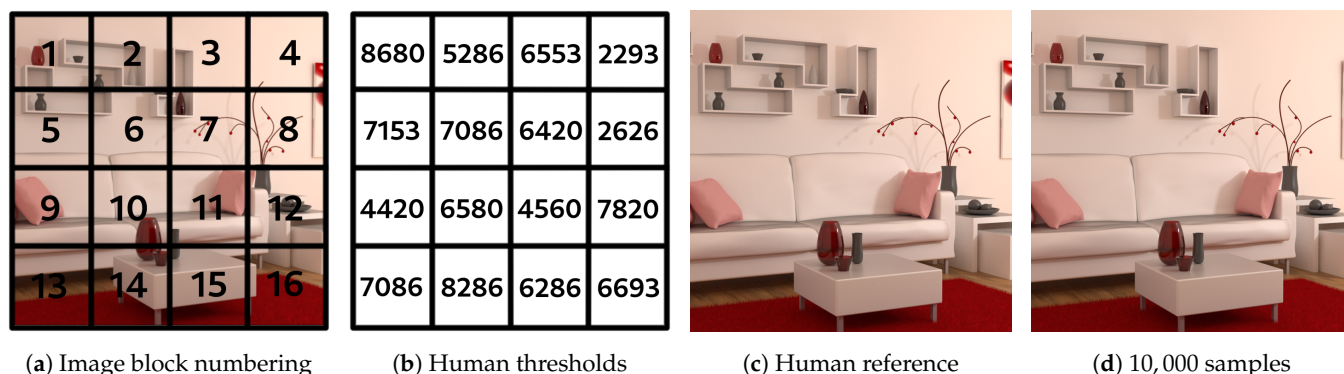 1 2 3 4
5 6 7 8
9 10 11 12
13 14 15 16
8680 5286 6553 2293
7153 7086 6420 2626
4420 6580 4560 7820
7086 8286 6286 6693
(a) Image block numbering
(b) Human thresholds
(c) Human reference
(d) 10, 000 samples